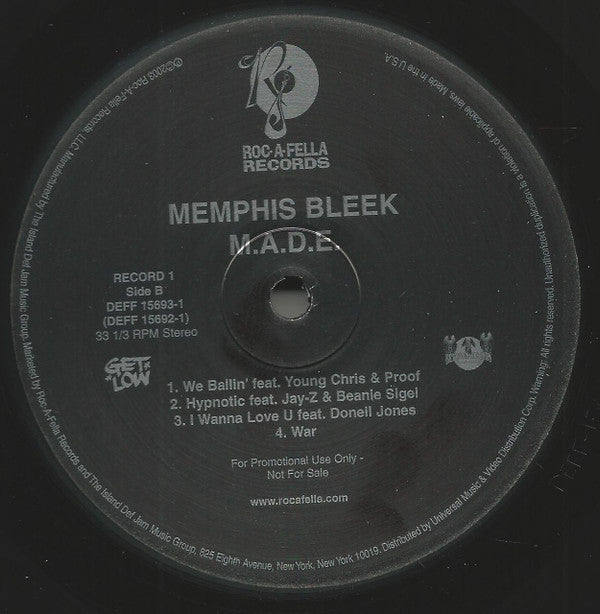 ROC-A-FELLA
RECORDS
MEMPHIS BLEEK
M.A.D.E.
RECORD 1
Side B
DEFF 15693-1
(DEFF 15692-1)
33 1/3 RPM Stereo
GET LOW
1. We Ballin' feat. Young Chris & Proof
2. Hypnotic feat. Jay-Z & Beanie Sigel
3. I Wanna Love U feat. Donell Jones
4. War
For Promotional Use Only -
Not For Sale
www.rocafella.com
℗©2003 Roc-A-Fella Records, LLC. Manufactured by The Island Def Jam Music Group. Marketed by Roc-A-Fella Records and The Island Def Jam Music Group, 825 Eighth Avenue, New York, New York 10019. Distributed by Universal Music & Video Distribution Corp. Warning: All rights reserved. Unauthorized duplication is a violation of applicable laws. Made in the U.S.A.